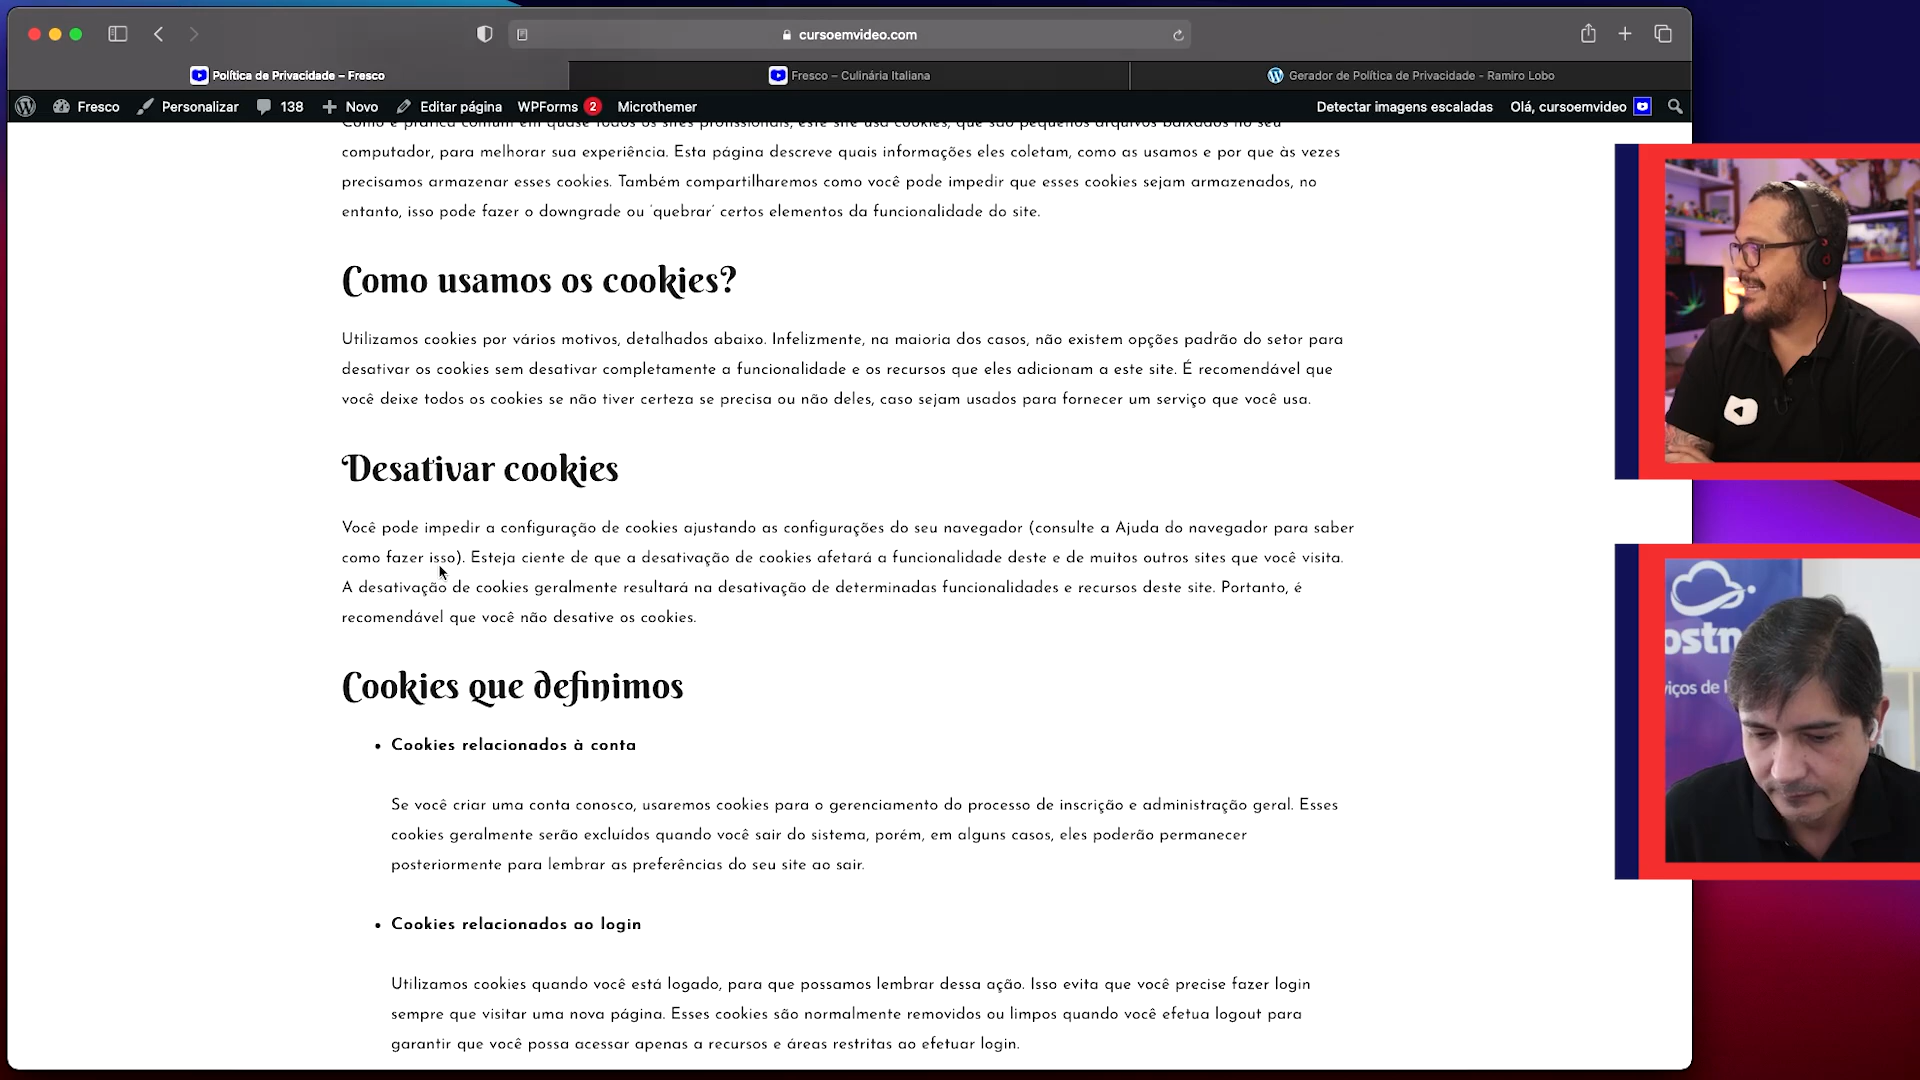 cursoemvideo.com
Política de Privacidade – Fresco
Fresco – Culinária Italiana
Gerador de Política de Privacidade - Ramiro Lobo
Fresco Personalizar 138 Novo Editar página WPForms 2 Microthemer Detectar imagens escaladas Olá, cursoemvideo
Como é prática comum em quase todos os sites profissionais, este site usa cookies, que são pequenos arquivos baixados no seu
computador, para melhorar sua experiência. Esta página descreve quais informações eles coletam, como as usamos e por que às vezes
precisamos armazenar esses cookies. Também compartilharemos como você pode impedir que esses cookies sejam armazenados, no
entanto, isso pode fazer o downgrade ou 'quebrar' certos elementos da funcionalidade do site.
Como usamos os cookies?
Utilizamos cookies por vários motivos, detalhados abaixo. Infelizmente, na maioria dos casos, não existem opções padrão do setor para
desativar os cookies sem desativar completamente a funcionalidade e os recursos que eles adicionam a este site. É recomendável que
você deixe todos os cookies se não tiver certeza se precisa ou não deles, caso sejam usados para fornecer um serviço que você usa.
Desativar cookies
Você pode impedir a configuração de cookies ajustando as configurações do seu navegador (consulte a Ajuda do navegador para saber
como fazer isso). Esteja ciente de que a desativação de cookies afetará a funcionalidade deste e de muitos outros sites que você visita.
A desativação de cookies geralmente resultará na desativação de determinadas funcionalidades e recursos deste site. Portanto, é
recomendável que você não desative os cookies.
Cookies que definimos
Cookies relacionados à conta
Se você criar uma conta conosco, usaremos cookies para o gerenciamento do processo de inscrição e administração geral. Esses
cookies geralmente serão excluídos quando você sair do sistema, porém, em alguns casos, eles poderão permanecer
posteriormente para lembrar as preferências do seu site ao sair.
Cookies relacionados ao login
Utilizamos cookies quando você está logado, para que possamos lembrar dessa ação. Isso evita que você precise fazer login
sempre que visitar uma nova página. Esses cookies são normalmente removidos ou limpos quando você efetua logout para
garantir que você possa acessar apenas a recursos e áreas restritas ao efetuar login.
ostn
iços de